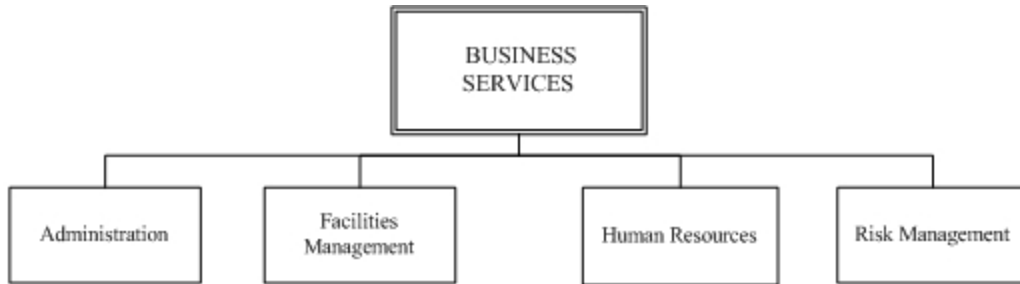 BUSINESS
SERVICES
Administration
Facilities
Management
Human Resources
Risk Management